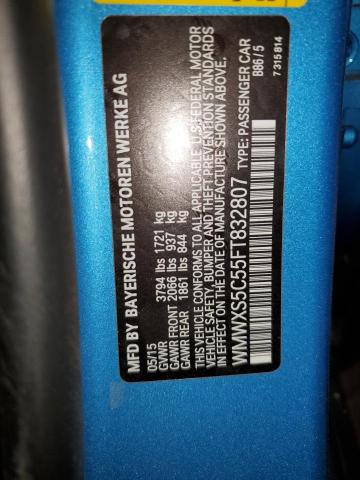 MFD BY BAYERISCHE MOTOREN WERKE AG
05/15
GVWR 3794 lbs 1721 kg
GAWR FRONT 2066 lbs 937 kg
GAWR REAR 1861 lbs 844 kg
THIS VEHICLE CONFORMS TO ALL APPLICABLE U.S.FEDERAL MOTOR
VEHICLE SAFETY, BUMPER AND THEFT PREVENTION STANDARDS
IN EFFECT ON THE DATE OF MANUFACTURE SHOWN ABOVE.
WMWXS5C55FT832807 TYPE: PASSENGER CAR
B86/5
7 315 814